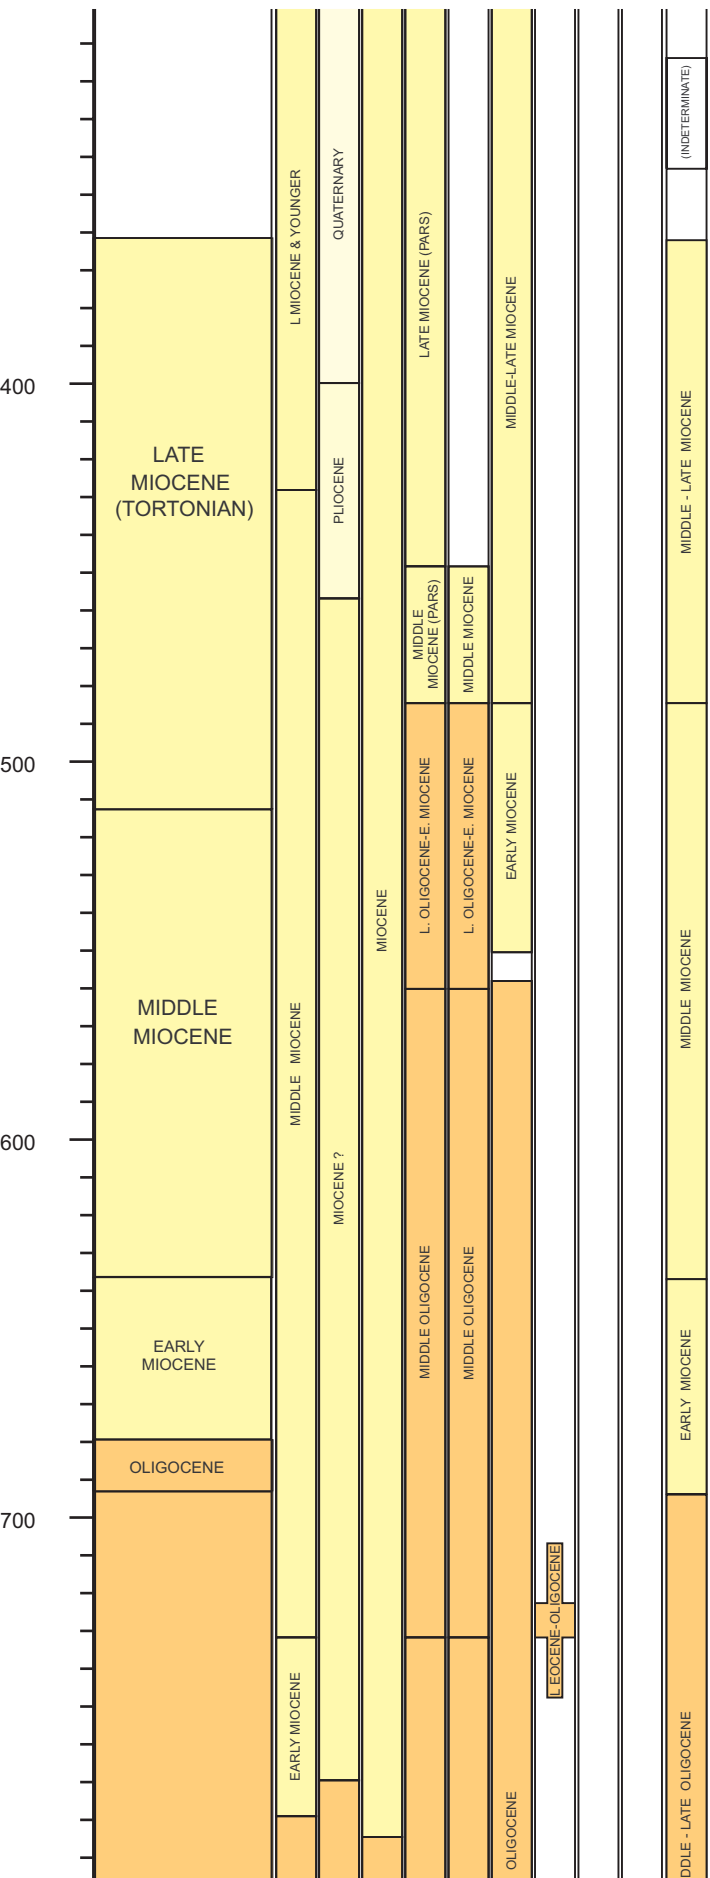 400
500
600
700
LATE
MIOCENE
(TORTONIAN)
MIDDLE
MIOCENE
EARLY
MIOCENE
OLIGOCENE
L MIOCENE & YOUNGER
MIDDLE MIOCENE
EARLY MIOCENE
QUATERNARY
PLIOCENE
MIOCENE ?
MIOCENE
LATE MIOCENE (PARS)
MIDDLE
MIOCENE (PARS)
L. OLIGOCENE-E. MIOCENE
MIDDLE OLIGOCENE
MIDDLE MIOCENE
L. OLIGOCENE-E. MIOCENE
MIDDLE OLIGOCENE
MIDDLE-LATE MIOCENE
EARLY MIOCENE
OLIGOCENE
L EOCENE-OLIGOCENE
(INDETERMINATE)
MIDDLE - LATE MIOCENE
MIDDLE MIOCENE
EARLY MIOCENE
DDLE - LATE OLIGOCENE